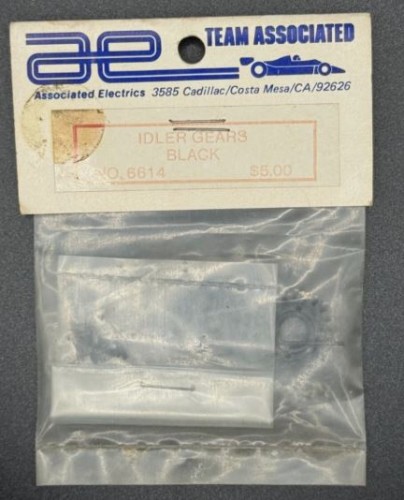 ae TEAM ASSOCIATED
Associated Electrics 3585 Cadillac/Costa Mesa/CA/92626
IDLER GEARS
BLACK
NO. 6614 $5.00